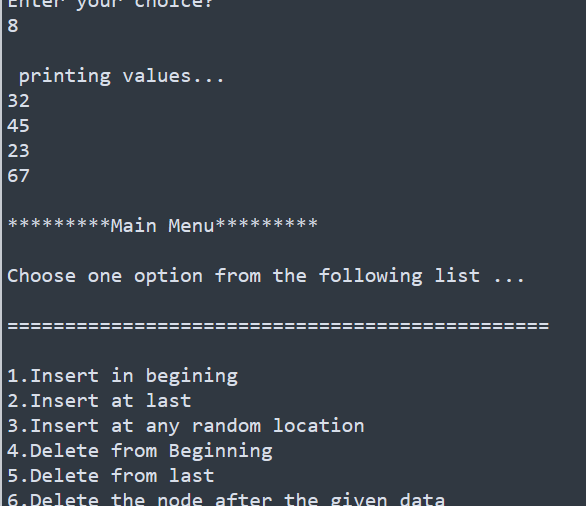 Enter your choice?
8
printing values...
32
45
23
67
*********Main Menu*********
Choose one option from the following list ...
===============================================
1.Insert in begining
2.Insert at last
3.Insert at any random location
4.Delete from Beginning
5.Delete from last
6.Delete the node after the given data